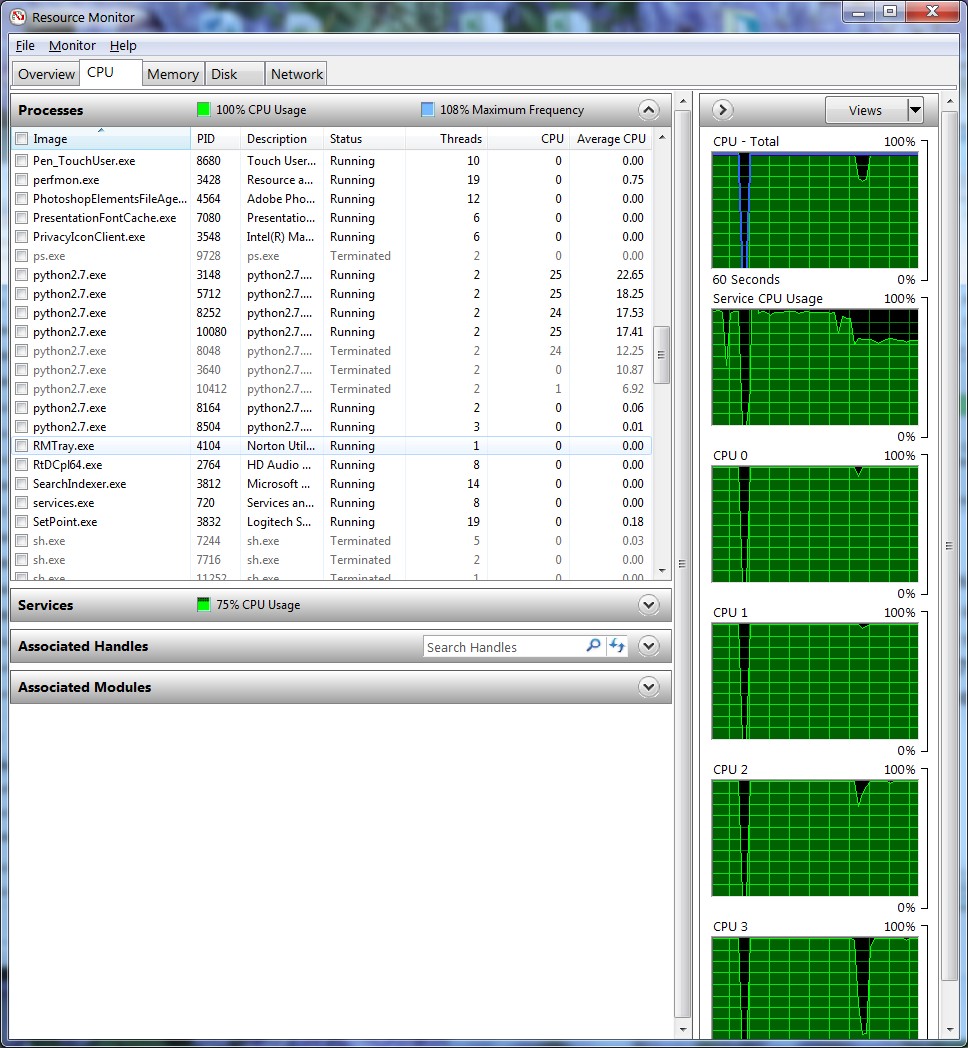 Resource Monitor
File Monitor Help
Overview CPU Memory Disk Network
Processes 100% CPU Usage 108% Maximum Frequency
Image PID Description Status Threads CPU Average CPU
Pen_TouchUser.exe 8680 Touch User... Running 10 0 0.00
perfmon.exe 3428 Resource a... Running 19 0 0.75
PhotoshopElementsFileAge... 4564 Adobe Pho... Running 12 0 0.00
PresentationFontCache.exe 7080 Presentatio... Running 6 0 0.00
PrivacyIconClient.exe 3548 Intel(R) Ma... Running 6 0 0.00
ps.exe 9728 ps.exe Terminated 2 0 0.00
python2.7.exe 3148 python2.7.... Running 2 25 22.65
python2.7.exe 5712 python2.7.... Running 2 25 18.25
python2.7.exe 8252 python2.7.... Running 2 24 17.53
python2.7.exe 10080 python2.7.... Running 2 25 17.41
python2.7.exe 8048 python2.7.... Terminated 2 24 12.25
python2.7.exe 3640 python2.7.... Terminated 2 0 10.87
python2.7.exe 10412 python2.7.... Terminated 2 1 6.92
python2.7.exe 8164 python2.7.... Running 2 0 0.06
python2.7.exe 8504 python2.7.... Running 3 0 0.01
RMTray.exe 4104 Norton Util... Running 1 0 0.00
RtDCpl64.exe 2764 HD Audio ... Running 8 0 0.00
SearchIndexer.exe 3812 Microsoft ... Running 14 0 0.00
services.exe 720 Services an... Running 8 0 0.00
SetPoint.exe 3832 Logitech S... Running 19 0 0.18
sh.exe 7244 sh.exe Terminated 5 0 0.03
sh.exe 7716 sh.exe Terminated 2 0 0.00
sh.exe 11252 sh.exe Terminated 1 0 0.00
Services 75% CPU Usage
Associated Handles Search Handles
Associated Modules
Views
CPU - Total 100%
60 Seconds 0%
Service CPU Usage 100%
0%
CPU 0 100%
0%
CPU 1 100%
0%
CPU 2 100%
0%
CPU 3 100%